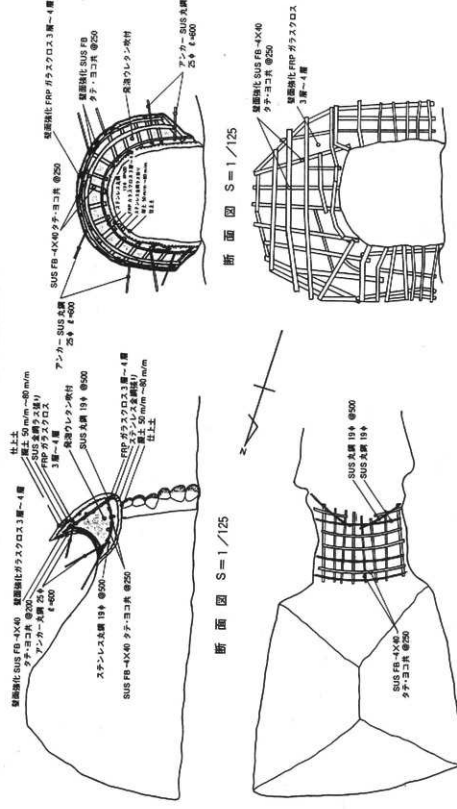 壁面強化 SUS FB-4X40
タテ・ヨコ共 @200
アンカー丸鋼 25φ
ℓ=600
壁面強化ガラスクロス3層～4層
仕上土
擬土 50m/m～80m/m
SUS 金網ラス張り
FRP ガラスクロス
3層～4層
発泡ウレタン吹付
SUS 丸鋼 19φ @500
FRP ガラスクロス 3層～4層
ステンレス金網張り
擬土 50m/m～80m/m
仕上土
ステンレス丸鋼 19φ @500
SUS FB-4X40 タテ・ヨコ共 @250
断面図 S=1/125
壁面強化 FRP ガラスクロス 3層～4層
壁面強化 SUS FB
タテ・ヨコ共 @250
発泡ウレタン吹付
アンカー SUS 丸鋼
25φ ℓ=600
SUS FB-4X40 タテ・ヨコ共 @250
アンカー SUS 丸鋼
25φ ℓ=600
断面図 S=1/125
N
SUS 丸鋼 19φ @500
SUS 丸鋼 19φ
SUS FB-4X40
タテ・ヨコ共 @250
壁面強化 SUS FB-4X40
タテ・ヨコ共 @250
壁面強化 FRP ガラスクロス
3層～4層